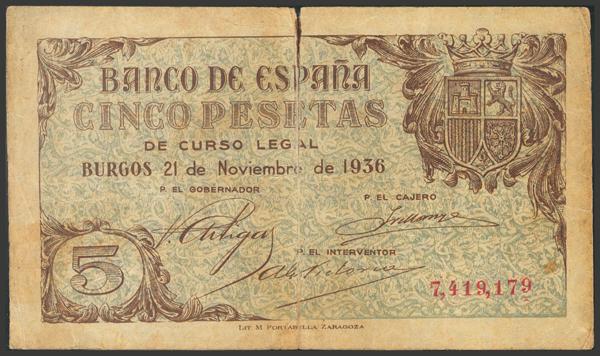 BANCO DE ESPAÑA
CINCO PESETAS
DE CURSO LEGAL
BURGOS 21 de Noviembre de 1936
P. EL GOBERNADOR
P. EL CAJERO
P. EL INTERVENTOR
5
7,419,179
LIT. M PORTABELLA ZARAGOZA